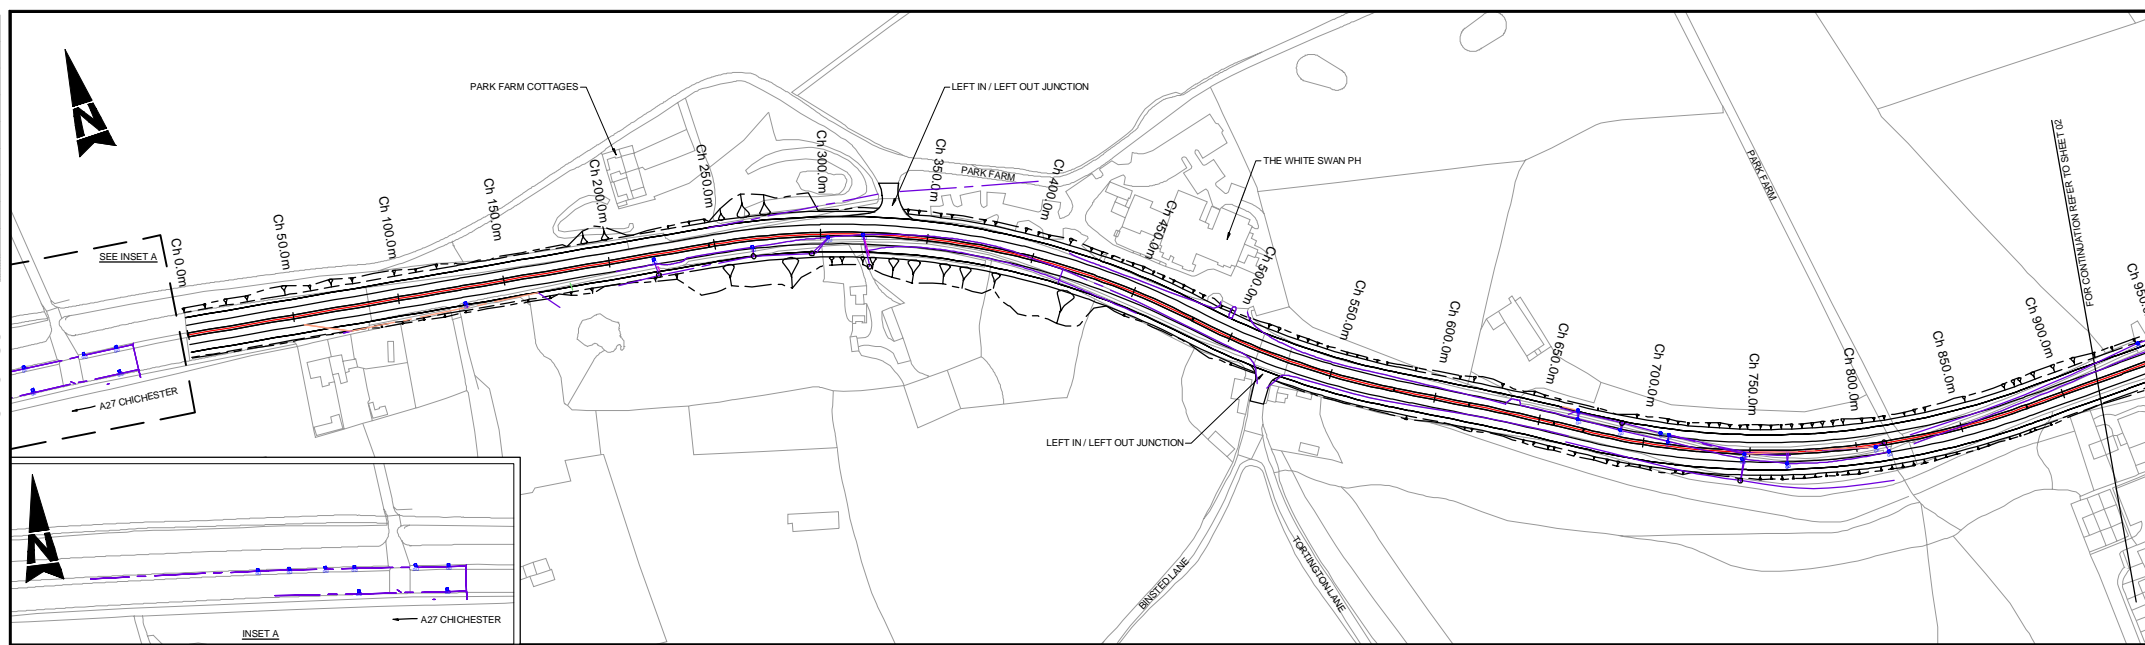 PARK FARM COTTAGES
LEFT IN / LEFT OUT JUNCTION
THE WHITE SWAN PH
PARK FARM
PARK FARM
FOR CONTINUATION REFER TO SHEET 02
SEE INSET A
Ch 0.0m
Ch 50.0m
Ch 100.0m
Ch 150.0m
Ch 200.0m
Ch 250.0m
Ch 300.0m
Ch 350.0m
Ch 400.0m
Ch 450.0m
Ch 500.0m
Ch 550.0m
Ch 600.0m
Ch 650.0m
Ch 700.0m
Ch 750.0m
Ch 800.0m
Ch 850.0m
Ch 900.0m
Ch 950
N
A27 CHICHESTER
LEFT IN / LEFT OUT JUNCTION
BINSTED LANE
TORTINGTON LANE
N
A27 CHICHESTER
INSET A